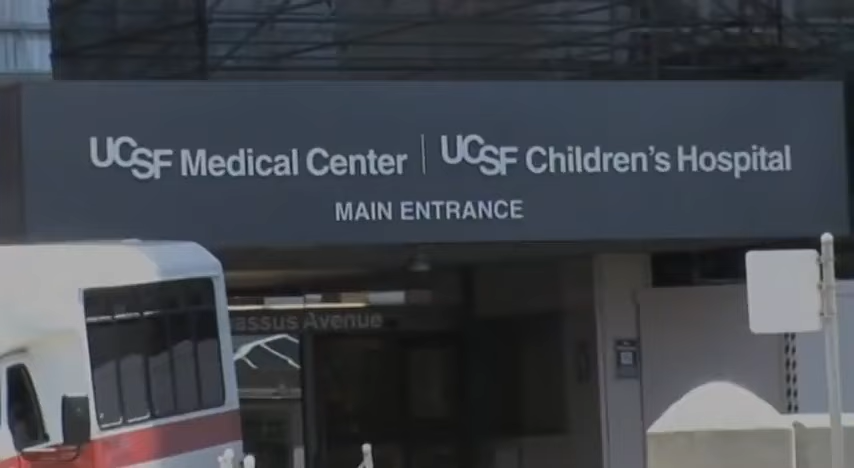 UCSF Medical Center | UCSF Children's Hospital
MAIN ENTRANCE
assus Avenue